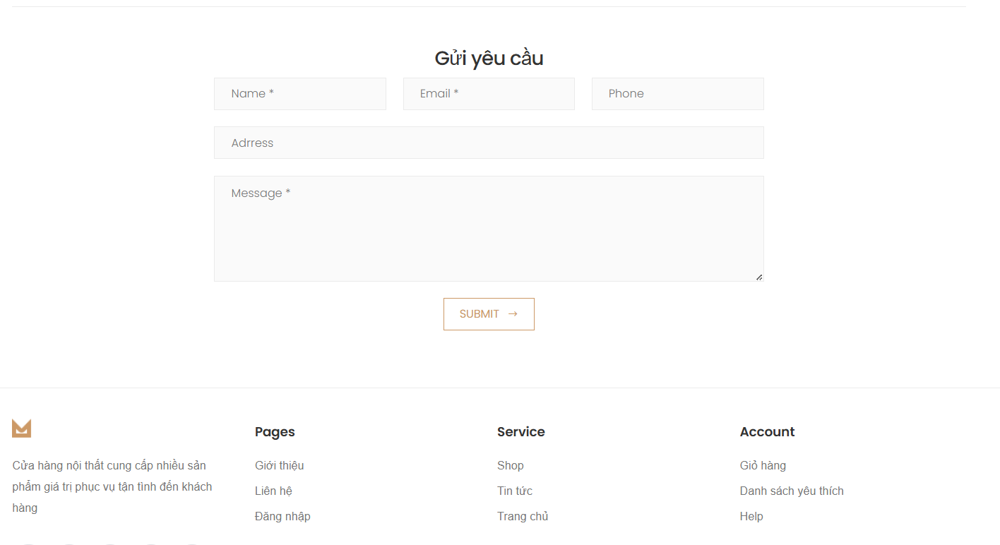 Gửi yêu cầu
Name *
Email *
Phone
Adrress
Message *
SUBMIT →
Cửa hàng nội thất cung cấp nhiều sản
phẩm giá trị phục vụ tận tình đến khách
hàng
Pages
Giới thiệu
Liên hệ
Đăng nhập
Service
Shop
Tin tức
Trang chủ
Account
Giỏ hàng
Danh sách yêu thích
Help